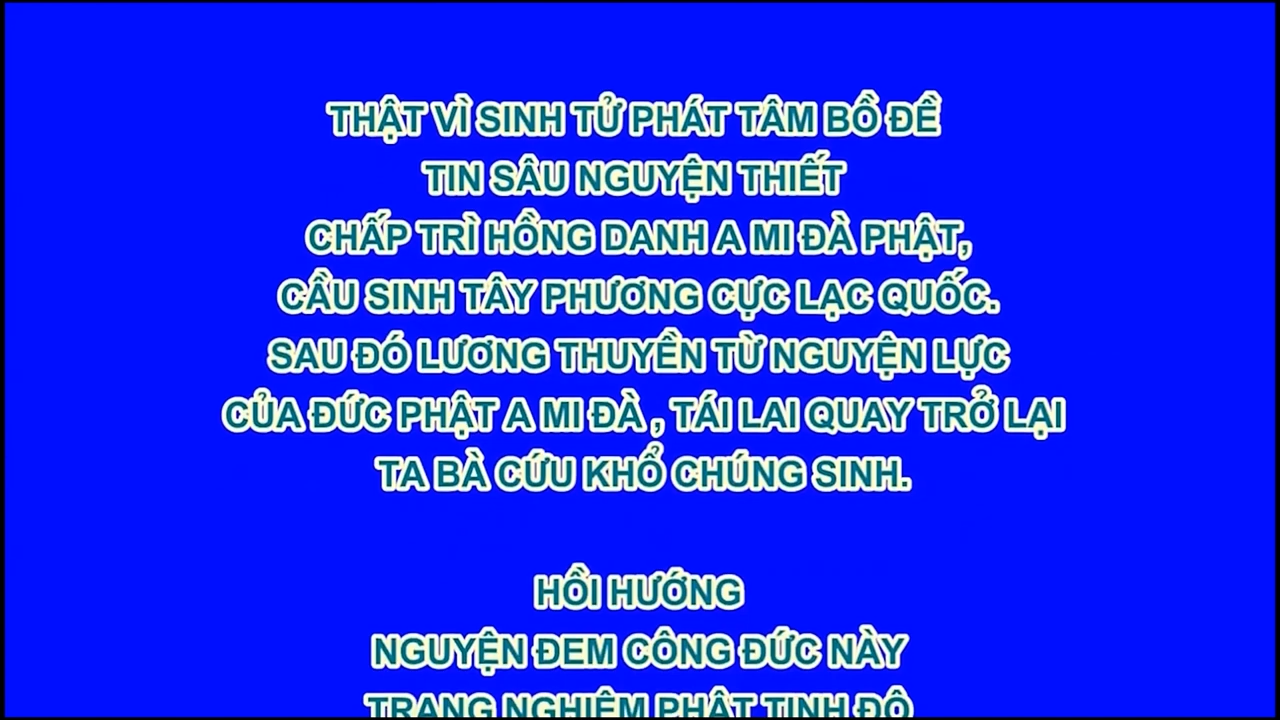 THẬT VÌ SINH TỬ PHÁT TÂM BỒ ĐỀ
TIN SÂU NGUYỆN THIẾT
CHẤP TRÌ HỒNG DANH A MI ĐÀ PHẬT,
CẦU SINH TÂY PHƯƠNG CỰC LẠC QUỐC.
SAU ĐÓ LƯƠNG THUYỀN TỪ NGUYỆN LỰC
CỦA ĐỨC PHẬT A MI ĐÀ , TÁI LAI QUAY TRỞ LẠI
TA BÀ CỨU KHỔ CHÚNG SINH.
HỒI HƯỚNG
NGUYỆN ĐEM CÔNG ĐỨC NÀY
TRANG NGHIÊM PHẬT TỊNH ĐỘ